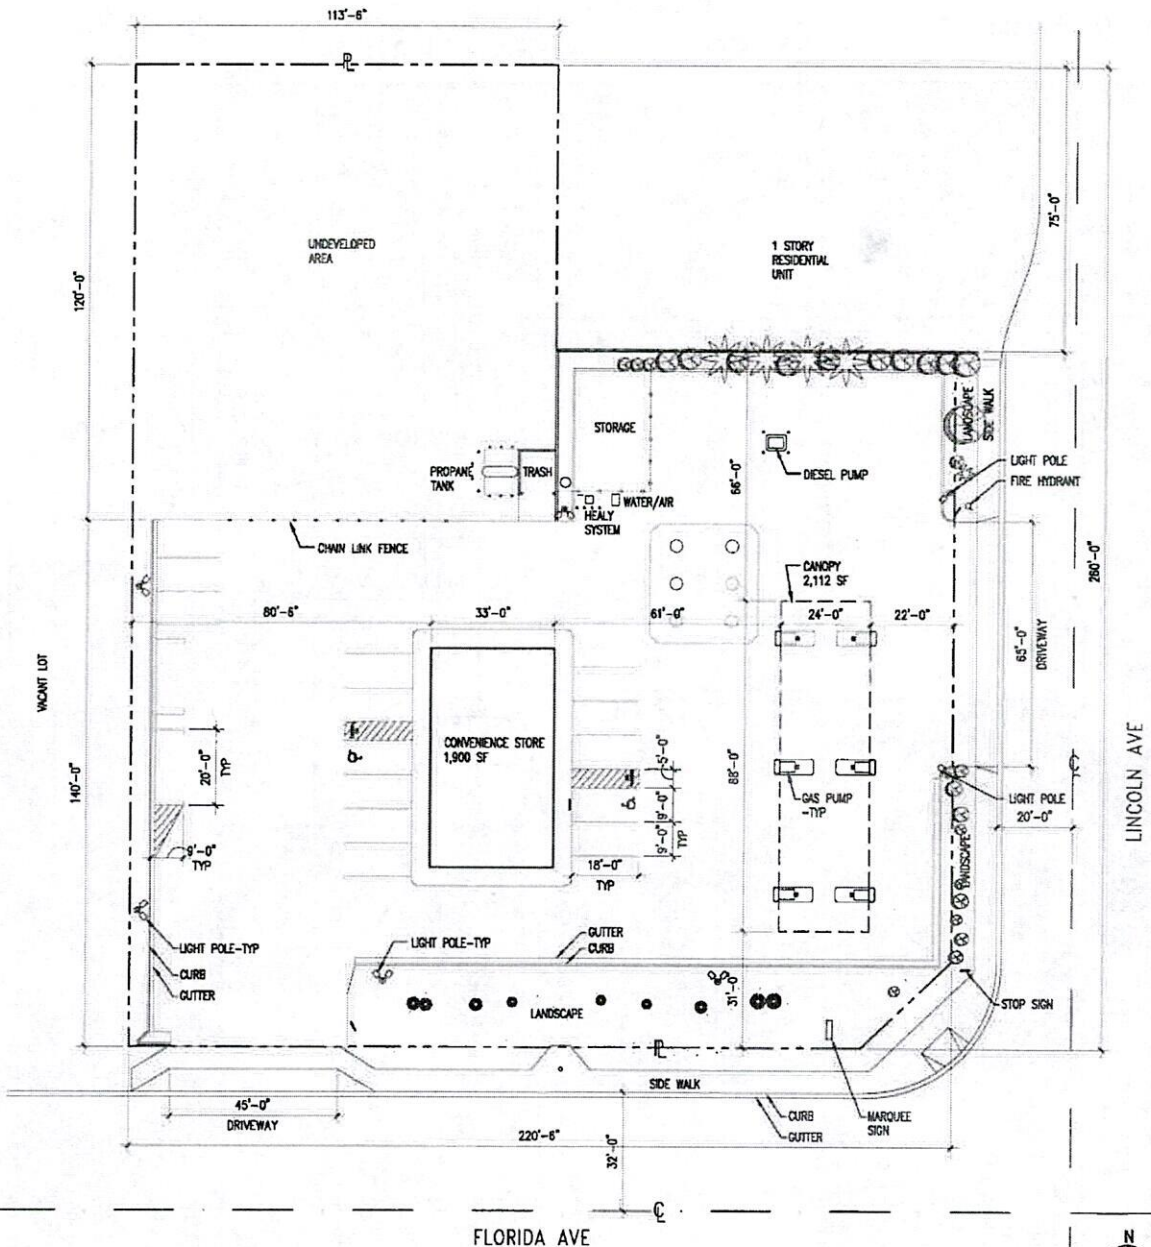 113'-6"
PL
120'-0"
75'-0"
UNDEVELOPED
AREA
1 STORY
RESIDENTIAL
UNIT
LANDSCAPE
SIDE WALK
STORAGE
PROPANE
TANK
TRASH
DIESEL PUMP
66'-0"
LIGHT POLE
FIRE HYDRANT
WATER/AIR
HEALY
SYSTEM
CHAIN LINK FENCE
CANOPY
2,112 SF
260'-0"
80'-6"
33'-0"
24'-0"
22'-0"
65'-0"
DRIVEWAY
VACANT LOT
CONVENIENCE STORE
1,900 SF
20'-0"
TYP
140'-0"
88'-0"
5'-0"
9'-0"
9'-0"
TYP
GAS PUMP
-TYP
LIGHT POLE
20'-0"
LINCOLN AVE
9'-0"
TYP
18'-0"
TYP
LANDSCAPE
LIGHT POLE-TYP
CURB
GUTTER
LIGHT POLE-TYP
GUTTER
CURB
LANDSCAPE
31'-0"
STOP SIGN
PL
SIDE WALK
45'-0"
DRIVEWAY
CURB
GUTTER
MARQUEE
SIGN
220'-6"
32'-0"
CL
FLORIDA AVE
N